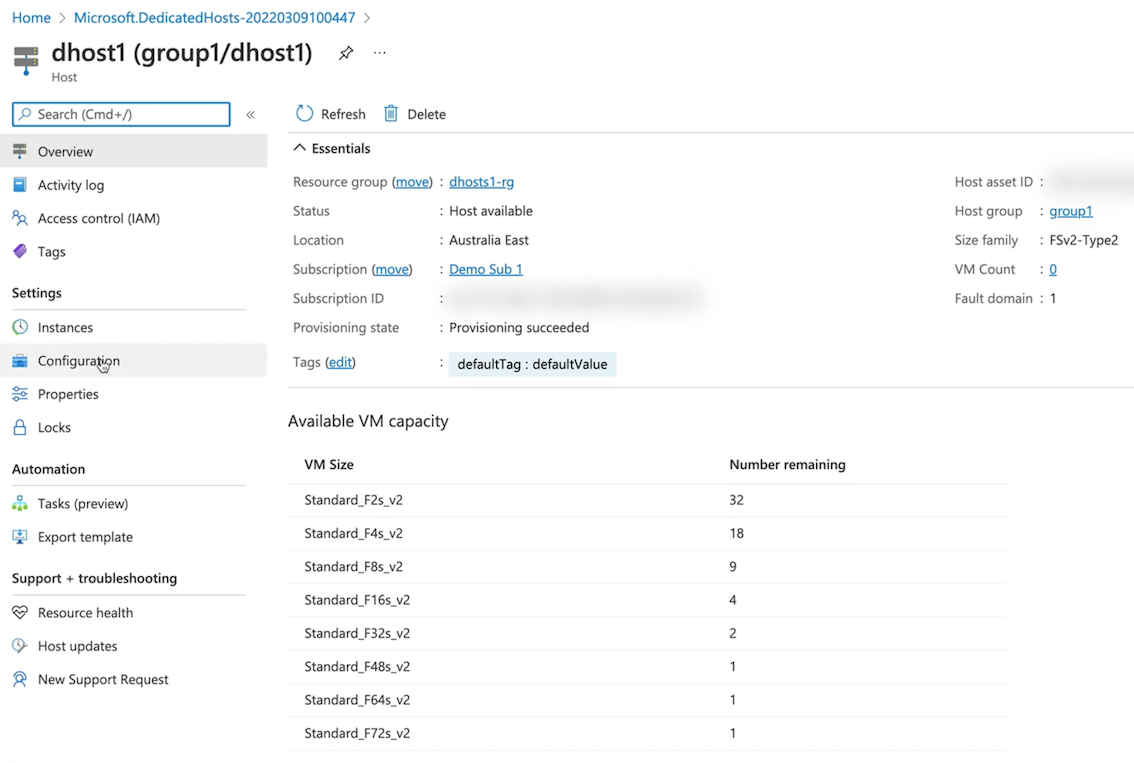 Home > Microsoft.DedicatedHosts-20220309100447 >
dhost1 (group1/dhost1) ...
Host
Search (Cmd+/) «
Overview
Activity log
Access control (IAM)
Tags
Settings
Instances
Configuration
Properties
Locks
Automation
Tasks (preview)
Export template
Support + troubleshooting
Resource health
Host updates
New Support Request
Refresh Delete
Essentials
Resource group (move) : dhosts1-rg
Status : Host available
Location : Australia East
Subscription (move) : Demo Sub 1
Subscription ID :
Provisioning state : Provisioning succeeded
Tags (edit) : defaultTag : defaultValue
Host asset ID :
Host group : group1
Size family : FSv2-Type2
VM Count : 0
Fault domain : 1
Available VM capacity
VM Size Number remaining
Standard_F2s_v2 32
Standard_F4s_v2 18
Standard_F8s_v2 9
Standard_F16s_v2 4
Standard_F32s_v2 2
Standard_F48s_v2 1
Standard_F64s_v2 1
Standard_F72s_v2 1